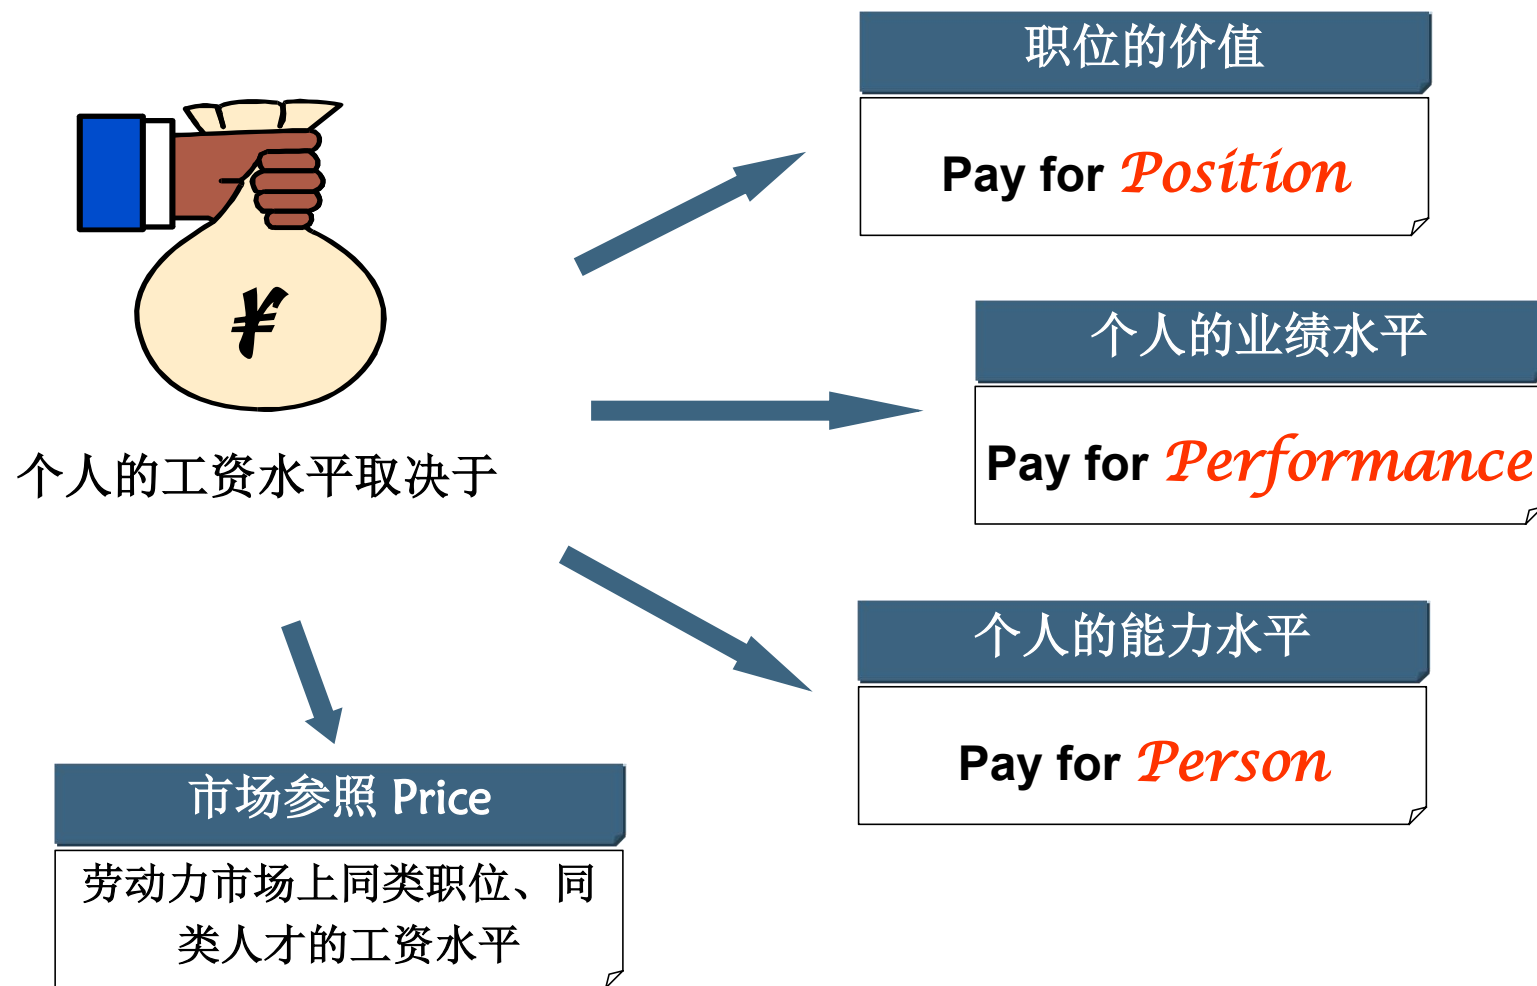 职位的价值
Pay for Position
¥
个人的业绩水平
Pay for Performance
个人的工资水平取决于
个人的能力水平
Pay for Person
市场参照 Price
劳动力市场上同类职位、同
类人才的工资水平